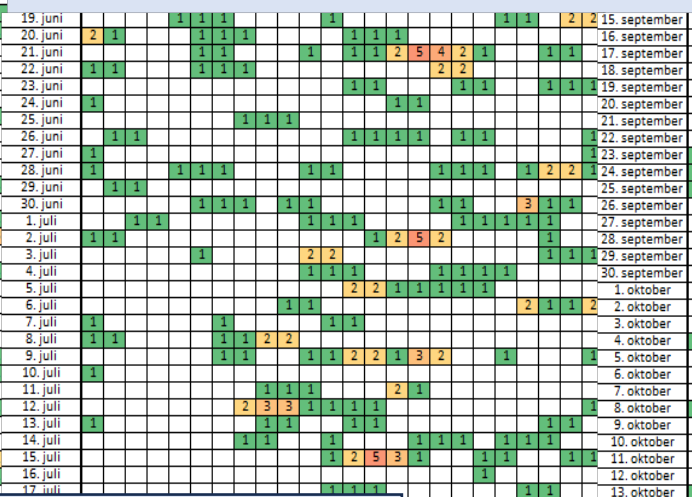 19. juni 1 1 1 1 1 1 2 2 15. september
20. juni 2 1 1 1 1 1 1 1 16. september
21. juni 1 1 1 1 1 2 5 4 2 1 1 1 17. september
22. juni 1 1 1 1 1 2 2 18. september
23. juni 1 1 1 1 1 1 1 19. september
24. juni 1 1 1 20. september
25. juni 1 1 1 21. september
26. juni 1 1 1 1 1 1 1 1 1 22. september
27. juni 1 1 23. september
28. juni 1 1 1 1 1 1 1 1 1 1 2 2 1 24. september
29. juni 1 1 25. september
30. juni 1 1 1 1 1 1 1 3 1 1 26. september
1. juli 1 1 1 1 1 1 1 1 1 1 27. september
2. juli 1 1 1 2 5 2 1 28. september
3. juli 1 2 2 1 1 1 29. september
4. juli 1 1 1 1 1 1 1 30. september
5. juli 2 2 1 1 1 1 1 1. oktober
6. juli 1 1 2 1 1 2 2. oktober
7. juli 1 1 1 1 3. oktober
8. juli 1 1 1 1 2 2 4. oktober
9. juli 1 1 1 1 2 2 1 3 2 1 1 5. oktober
10. juli 1 6. oktober
11. juli 1 1 1 2 1 7. oktober
12. juli 2 3 3 1 1 1 1 1 8. oktober
13. juli 1 1 1 1 1 1 1 9. oktober
14. juli 1 1 1 1 1 1 1 1 1 10. oktober
15. juli 1 2 5 3 1 1 1 1 1 11. oktober
16. juli 1 12. oktober
17. juli 1 1 1 1 1 13. oktober